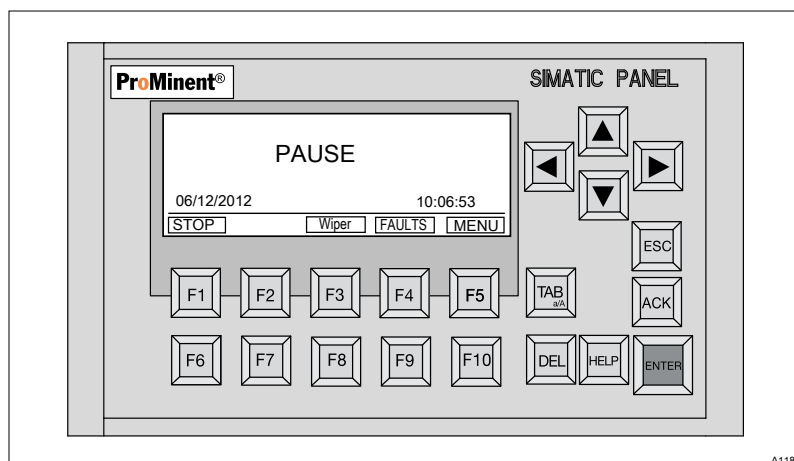 ProMinent®
SIMATIC PANEL
PAUSE
06/12/2012 10:06:53
STOP Wiper FAULTS MENU
ESC
F1 F2 F3 F4 F5 TAB a/A ACK
F6 F7 F8 F9 F10 DEL HELP ENTER
A118